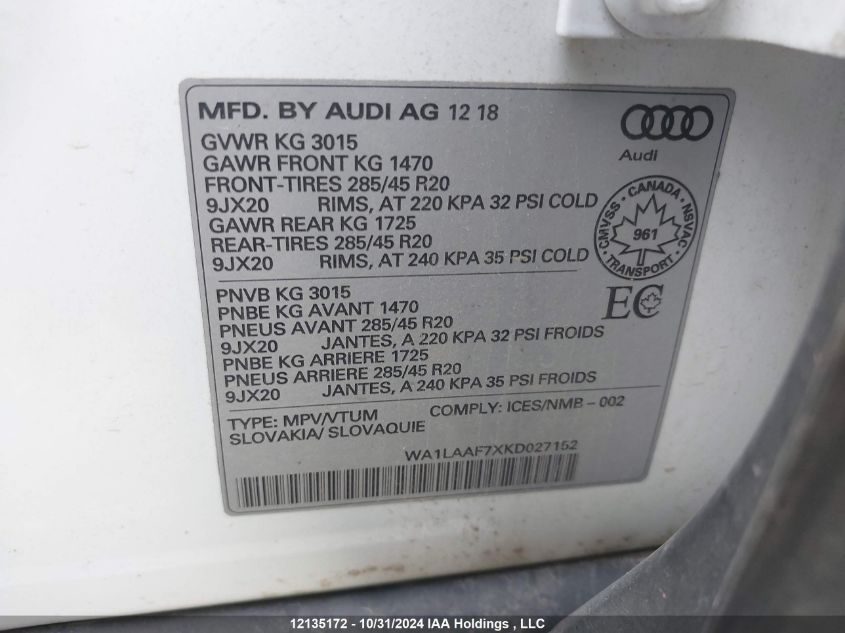 MFD. BY AUDI AG 12 18
Audi
GVWR KG 3015
GAWR FRONT KG 1470
FRONT-TIRES 285/45 R20
9JX20 RIMS, AT 220 KPA 32 PSI COLD
GAWR REAR KG 1725
REAR-TIRES 285/45 R20
9JX20 RIMS, AT 240 KPA 35 PSI COLD
CMVSS - CANADA - NSVAC
961
TRANSPORT
PNVB KG 3015
PNBE KG AVANT 1470
PNEUS AVANT 285/45 R20
9JX20 JANTES, A 220 KPA 32 PSI FROIDS
PNBE KG ARRIERE 1725
PNEUS ARRIERE 285/45 R20
9JX20 JANTES, A 240 KPA 35 PSI FROIDS
EC
TYPE: MPV/VTUM COMPLY: ICES/NMB-002
SLOVAKIA/ SLOVAQUIE
WA1LAAF7XKD027152
12135172 - 10/31/2024 IAA Holdings , LLC